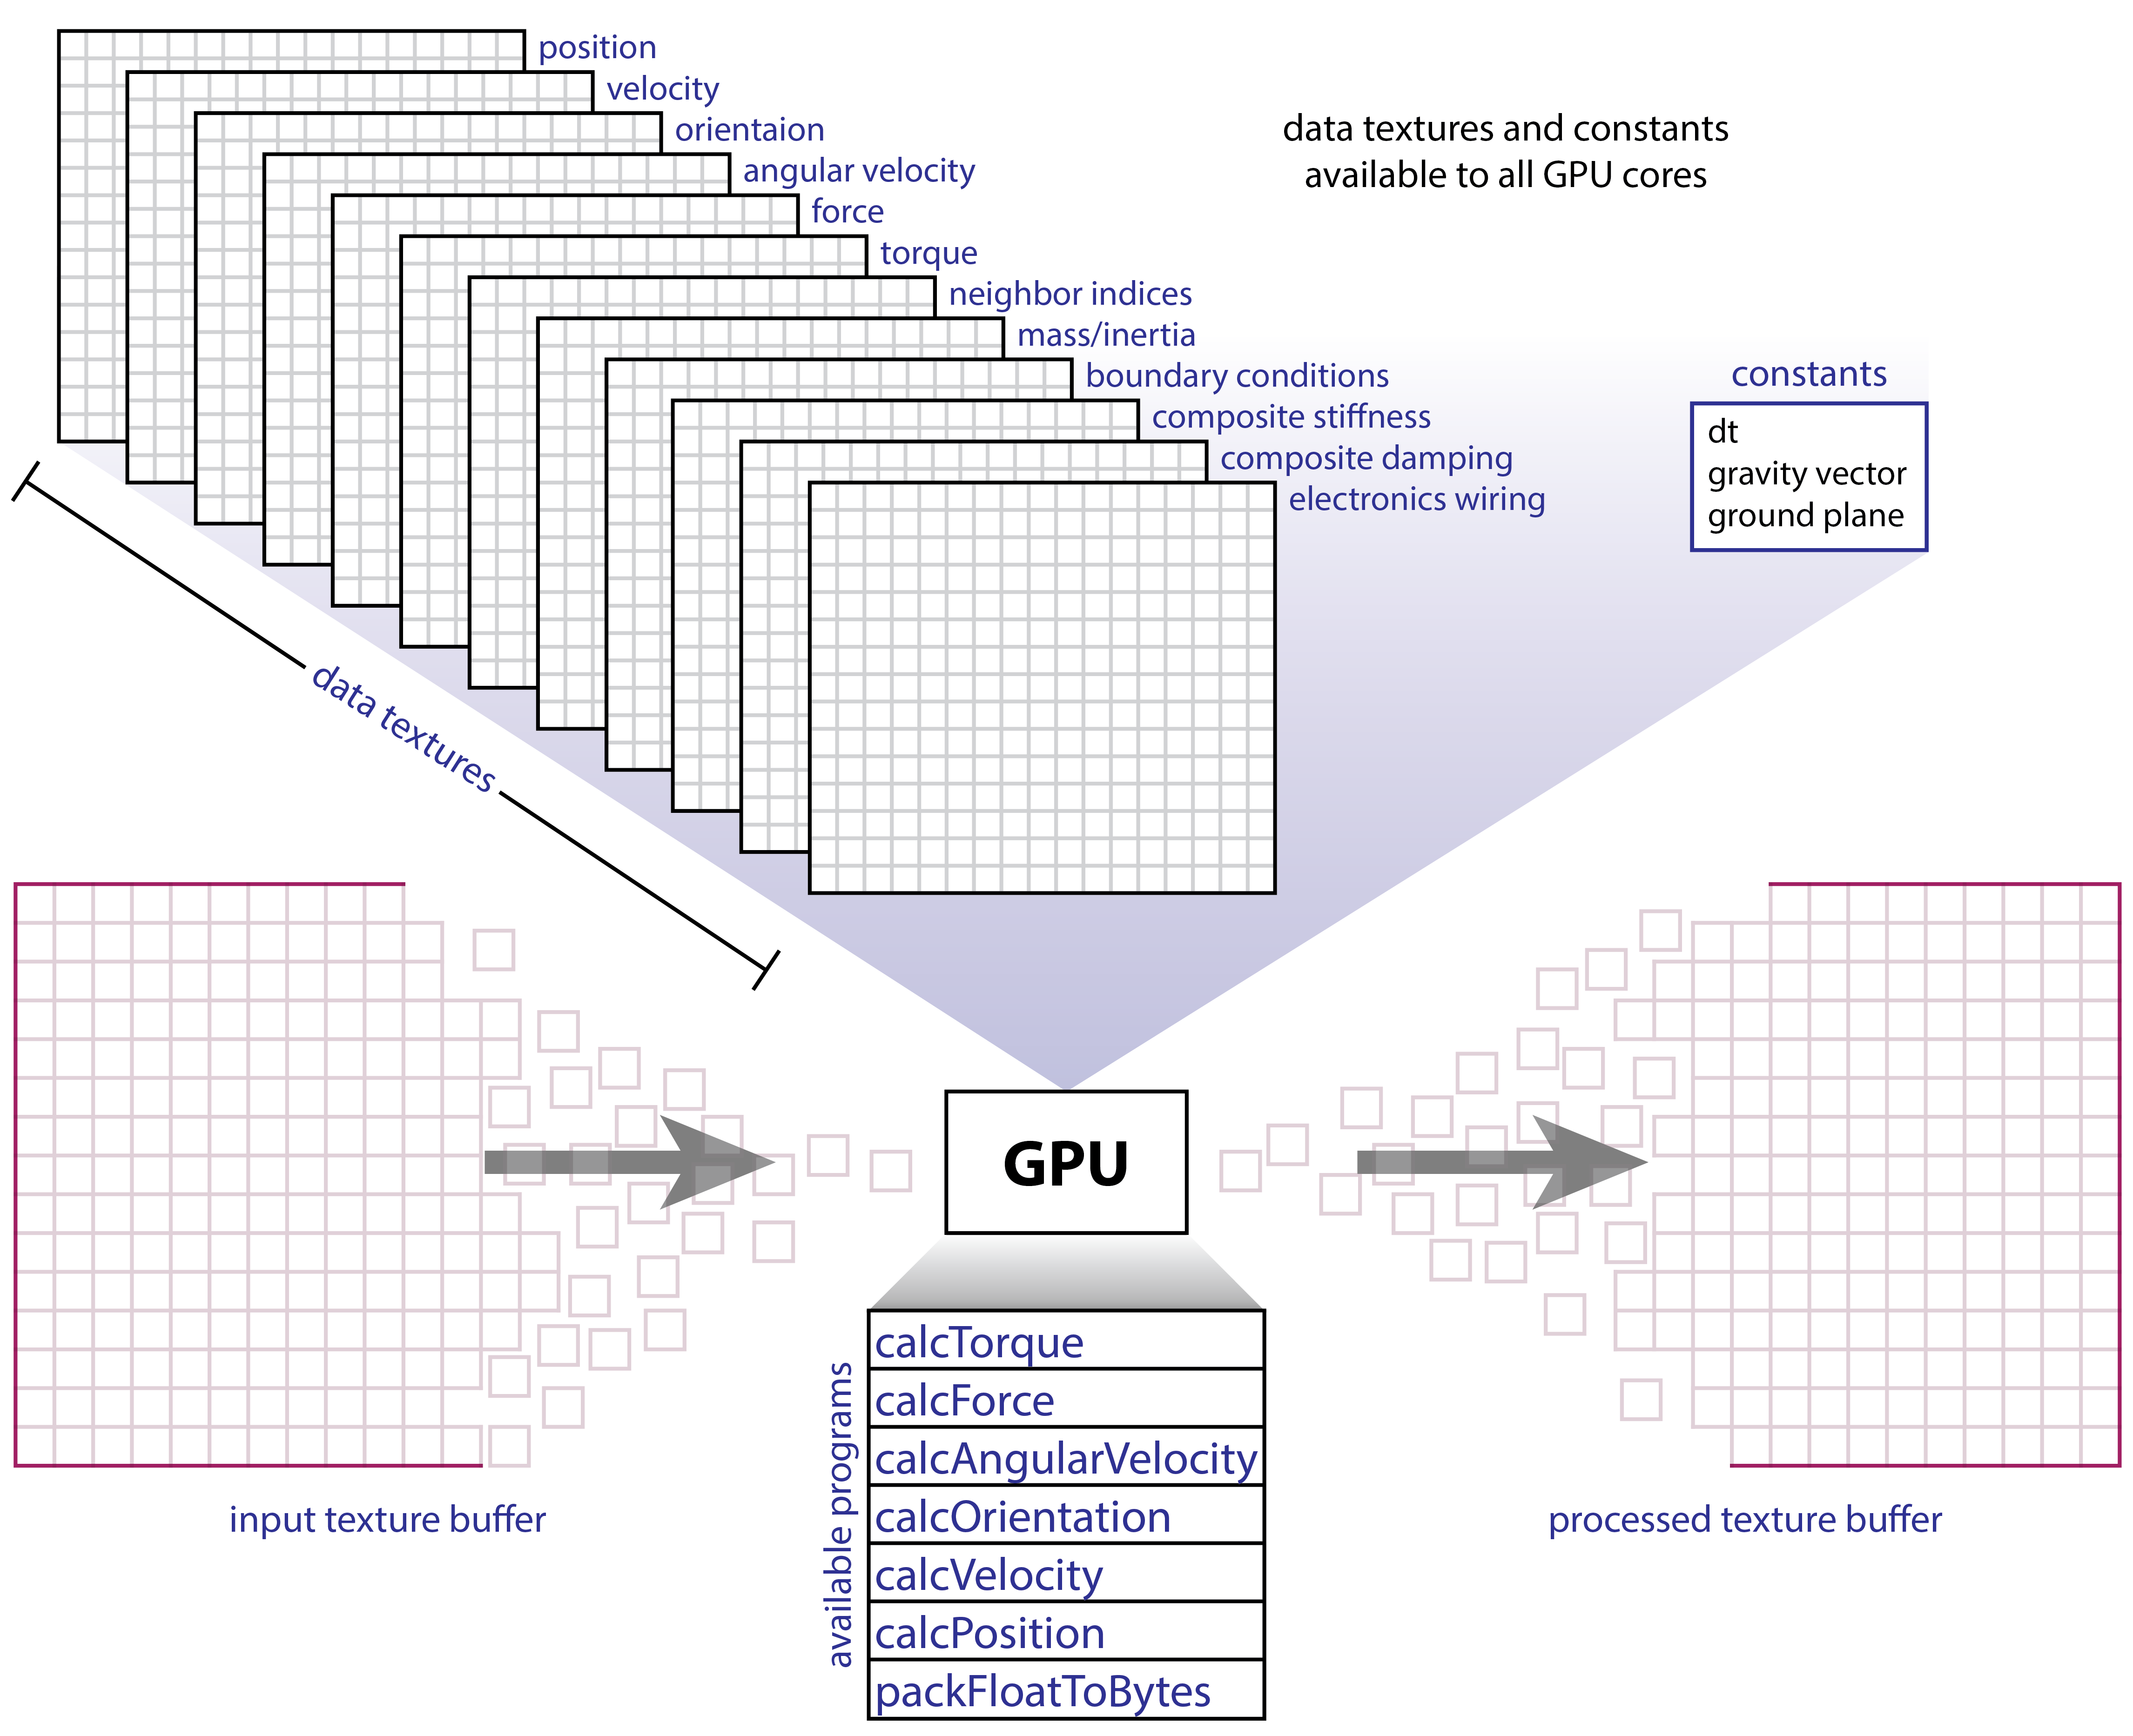 position
velocity
orientaion
angular velocity
force
torque
neighbor indices
mass/inertia
boundary conditions
composite stiffness
composite damping
electronics wiring
data textures and constants
available to all GPU cores
constants
dt
gravity vector
ground plane
data textures
GPU
input texture buffer
processed texture buffer
available programs
calcTorque
calcForce
calcAngularVelocity
calcOrientation
calcVelocity
calcPosition
packFloatToBytes